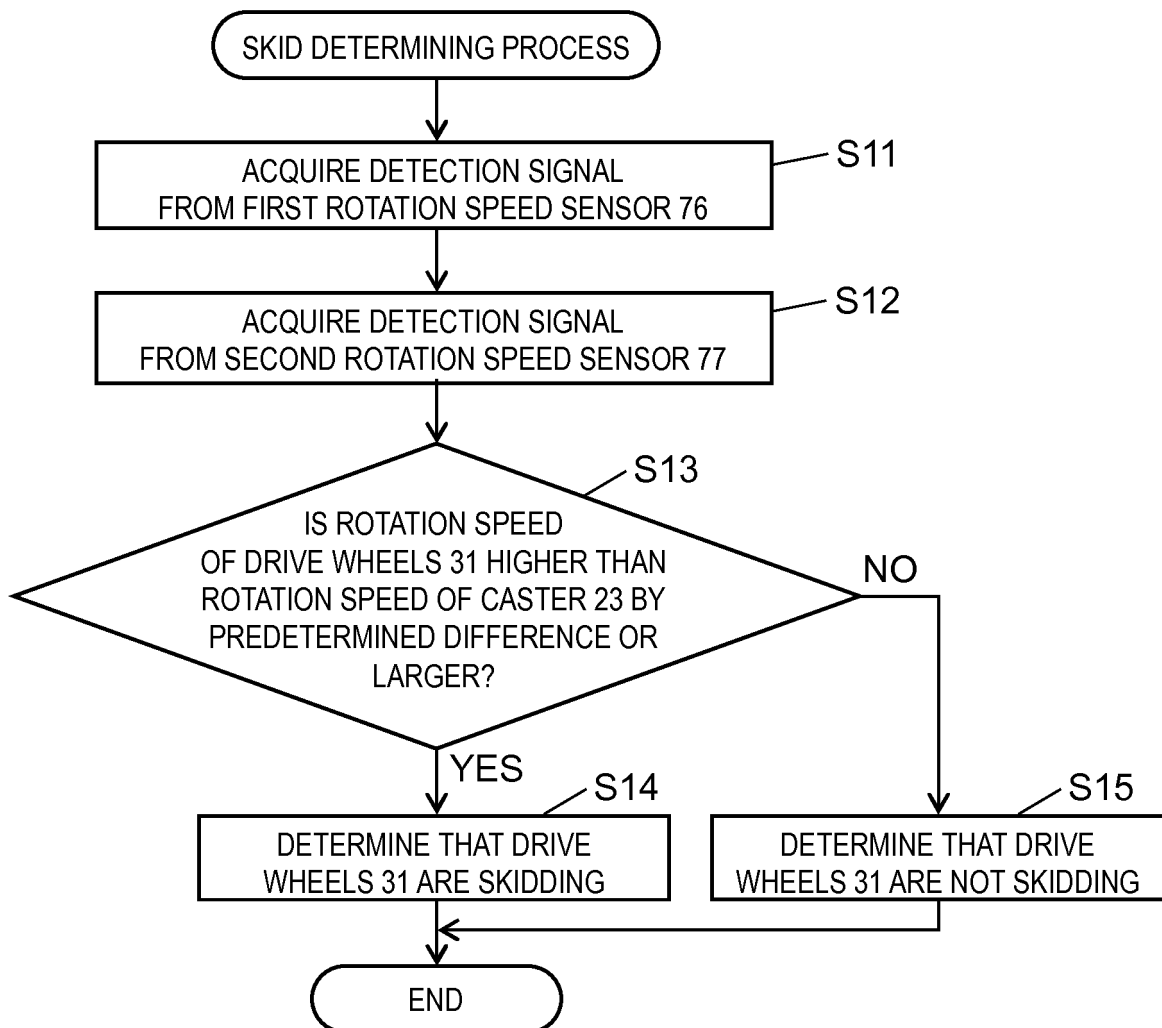 SKID DETERMINING PROCESS
ACQUIRE DETECTION SIGNAL
FROM FIRST ROTATION SPEED SENSOR 76
S11
ACQUIRE DETECTION SIGNAL
FROM SECOND ROTATION SPEED SENSOR 77
S12
S13
IS ROTATION SPEED
OF DRIVE WHEELS 31 HIGHER THAN
ROTATION SPEED OF CASTER 23 BY
PREDETERMINED DIFFERENCE OR
LARGER?
NO
YES
S14
DETERMINE THAT DRIVE
WHEELS 31 ARE SKIDDING
S15
DETERMINE THAT DRIVE
WHEELS 31 ARE NOT SKIDDING
END